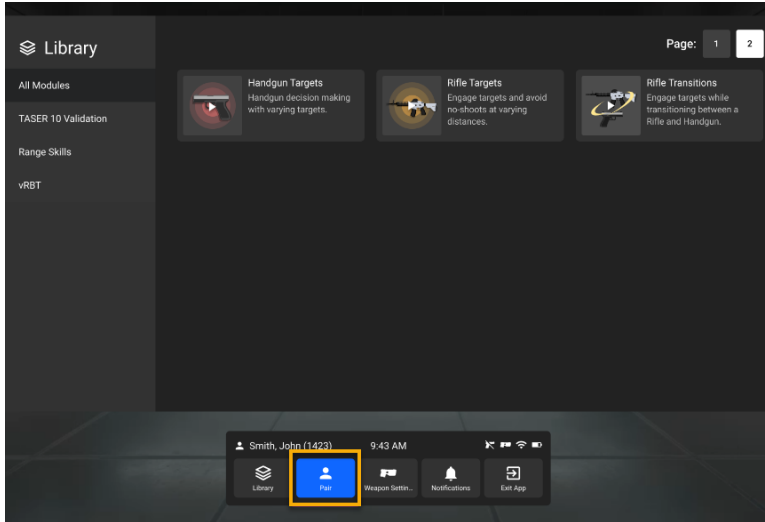 Library
Page: 1 2
All Modules
TASER 10 Validation
Range Skills
vRBT
Handgun Targets
Handgun decision making
with varying targets.
Rifle Targets
Engage targets and avoid
no-shoots at varying
distances.
Rifle Transitions
Engage targets while
transitioning between a
Rifle and Handgun.
Smith, John (1423) 9:43 AM
Library Pair Weapon Settin... Notifications Exit App